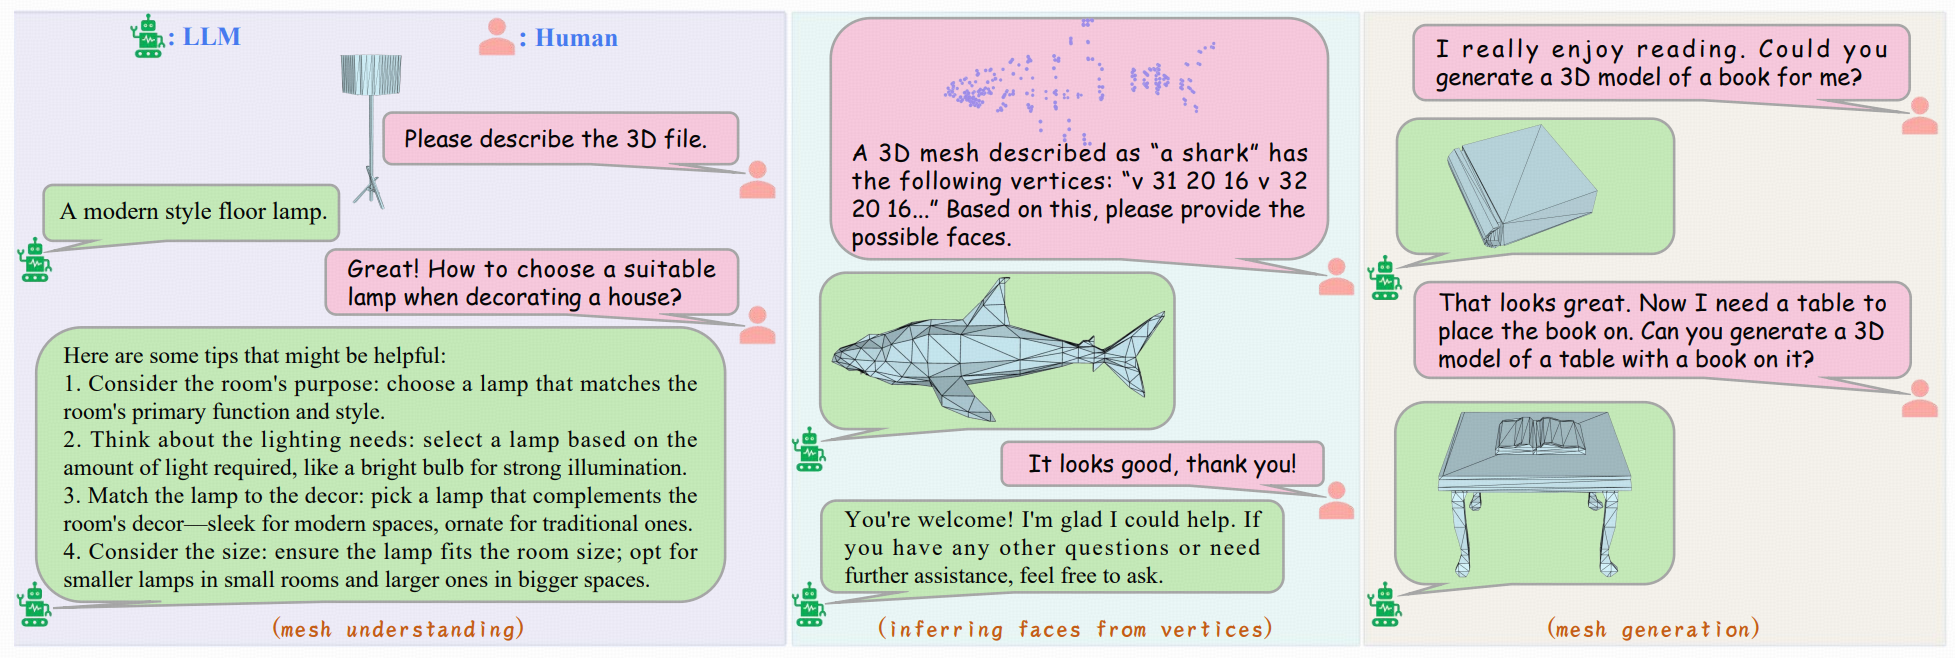 : LLM
: Human
Please describe the 3D file.
A modern style floor lamp.
Great! How to choose a suitable
lamp when decorating a house?
Here are some tips that might be helpful:
1. Consider the room's purpose: choose a lamp that matches the
room's primary function and style.
2. Think about the lighting needs: select a lamp based on the
amount of light required, like a bright bulb for strong illumination.
3. Match the lamp to the decor: pick a lamp that complements the
room's decor—sleek for modern spaces, ornate for traditional ones.
4. Consider the size: ensure the lamp fits the room size; opt for
smaller lamps in small rooms and larger ones in bigger spaces.
(mesh understanding)
A 3D mesh described as “a shark” has
the following vertices: “v 31 20 16 v 32
20 16...” Based on this, please provide the
possible faces.
It looks good, thank you!
You're welcome! I'm glad I could help. If
you have any other questions or need
further assistance, feel free to ask.
(inferring faces from vertices)
I really enjoy reading. Could you
generate a 3D model of a book for me?
That looks great. Now I need a table to
place the book on. Can you generate a 3D
model of a table with a book on it?
(mesh generation)